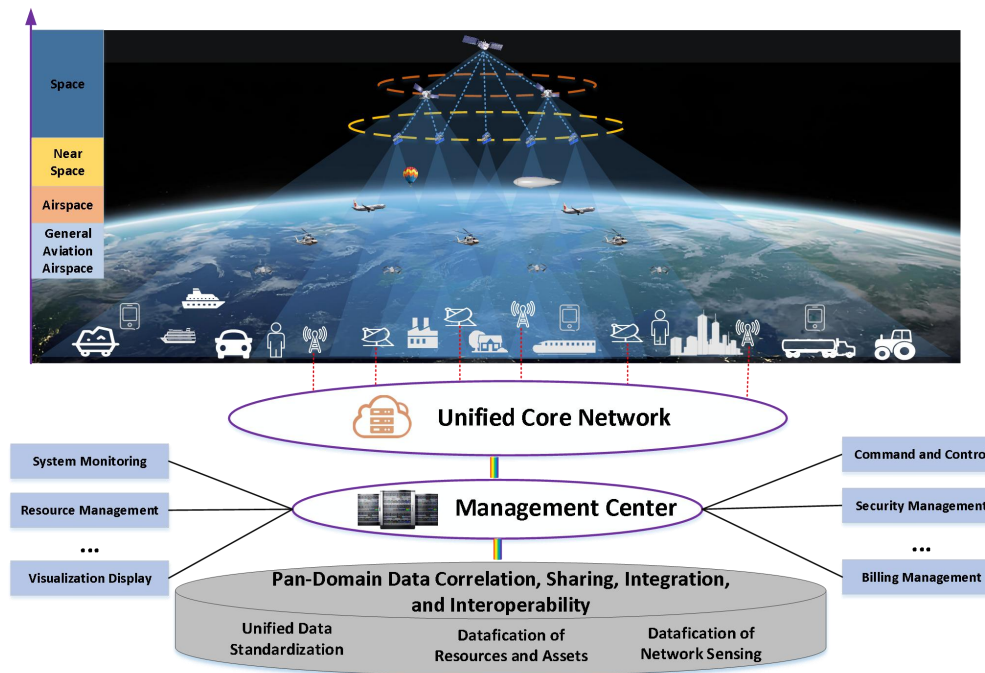 Space
Near
Space
Airspace
General
Aviation
Airspace
Unified Core Network
System Monitoring
Resource Management
...
Visualization Display
Management Center
Command and Control
Security Management
...
Billing Management
Pan-Domain Data Correlation, Sharing, Integration,
and Interoperability
Unified Data
Standardization
Datafication of
Resources and Assets
Datafication of
Network Sensing